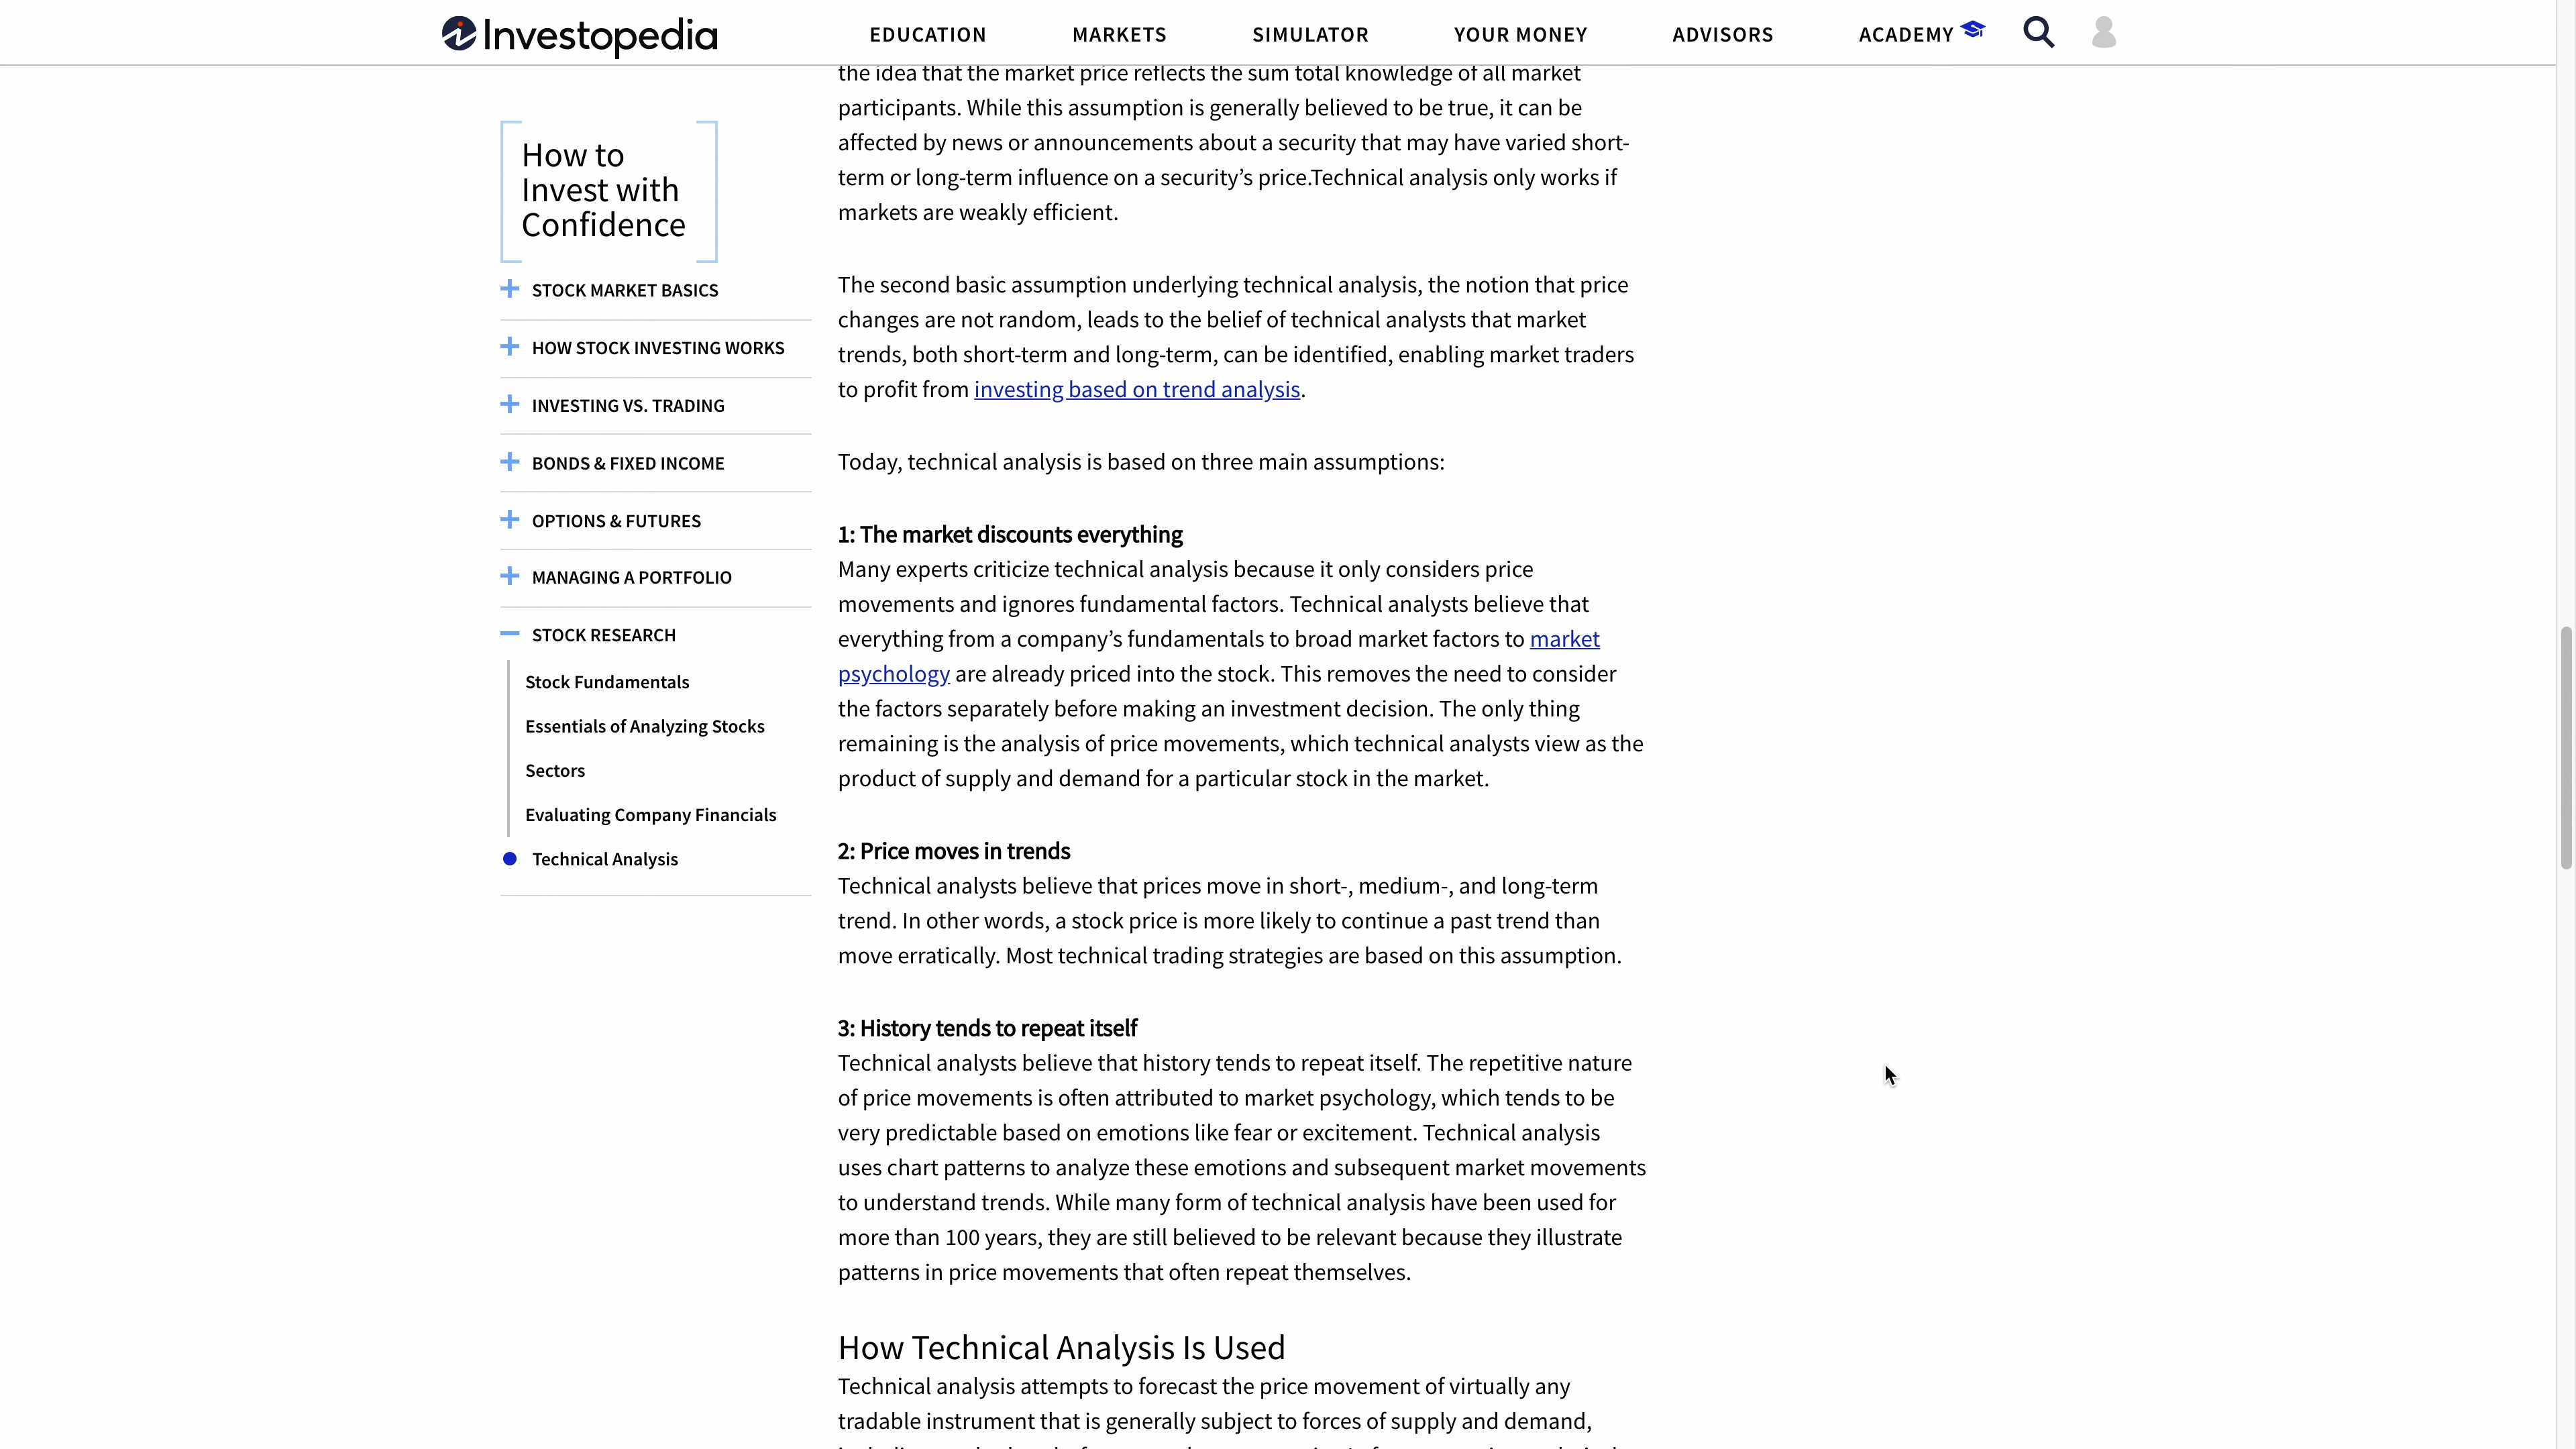 Investopedia
EDUCATION
MARKETS
SIMULATOR
YOUR MONEY
ADVISORS
ACADEMY
How to
Invest with
Confidence
STOCK MARKET BASICS
HOW STOCK INVESTING WORKS
INVESTING VS. TRADING
BONDS & FIXED INCOME
OPTIONS & FUTURES
MANAGING A PORTFOLIO
STOCK RESEARCH
Stock Fundamentals
Essentials of Analyzing Stocks
Sectors
Evaluating Company Financials
Technical Analysis
the idea that the market price reflects the sum total knowledge of all market
participants. While this assumption is generally believed to be true, it can be
affected by news or announcements about a security that may have varied short-
term or long-term influence on a security’s price.Technical analysis only works if
markets are weakly efficient.
The second basic assumption underlying technical analysis, the notion that price
changes are not random, leads to the belief of technical analysts that market
trends, both short-term and long-term, can be identified, enabling market traders
to profit from investing based on trend analysis.
Today, technical analysis is based on three main assumptions:
1: The market discounts everything
Many experts criticize technical analysis because it only considers price
movements and ignores fundamental factors. Technical analysts believe that
everything from a company’s fundamentals to broad market factors to market
psychology are already priced into the stock. This removes the need to consider
the factors separately before making an investment decision. The only thing
remaining is the analysis of price movements, which technical analysts view as the
product of supply and demand for a particular stock in the market.
2: Price moves in trends
Technical analysts believe that prices move in short-, medium-, and long-term
trend. In other words, a stock price is more likely to continue a past trend than
move erratically. Most technical trading strategies are based on this assumption.
3: History tends to repeat itself
Technical analysts believe that history tends to repeat itself. The repetitive nature
of price movements is often attributed to market psychology, which tends to be
very predictable based on emotions like fear or excitement. Technical analysis
uses chart patterns to analyze these emotions and subsequent market movements
to understand trends. While many form of technical analysis have been used for
more than 100 years, they are still believed to be relevant because they illustrate
patterns in price movements that often repeat themselves.
How Technical Analysis Is Used
Technical analysis attempts to forecast the price movement of virtually any
tradable instrument that is generally subject to forces of supply and demand,